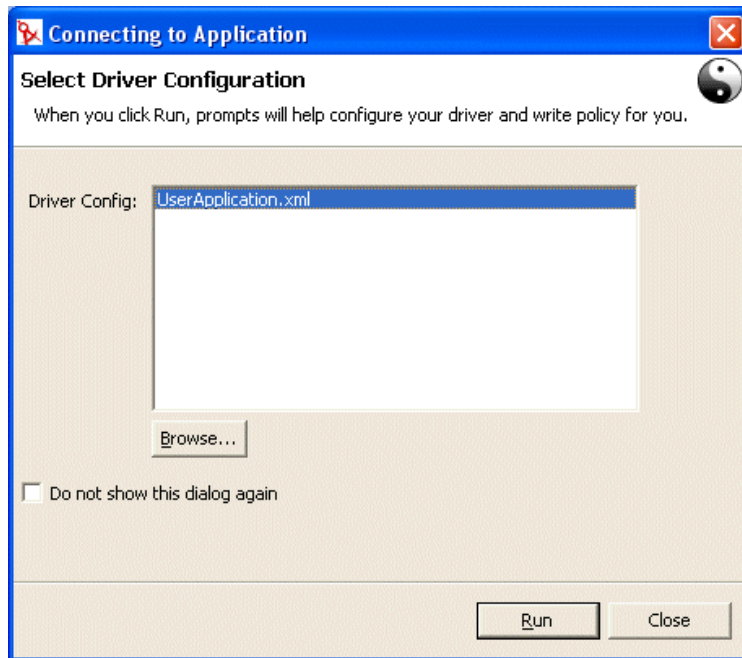 Connecting to Application
Select Driver Configuration
When you click Run, prompts will help configure your driver and write policy for you.
Driver Config:
UserApplication.xml
Browse...
Do not show this dialog again
Run
Close